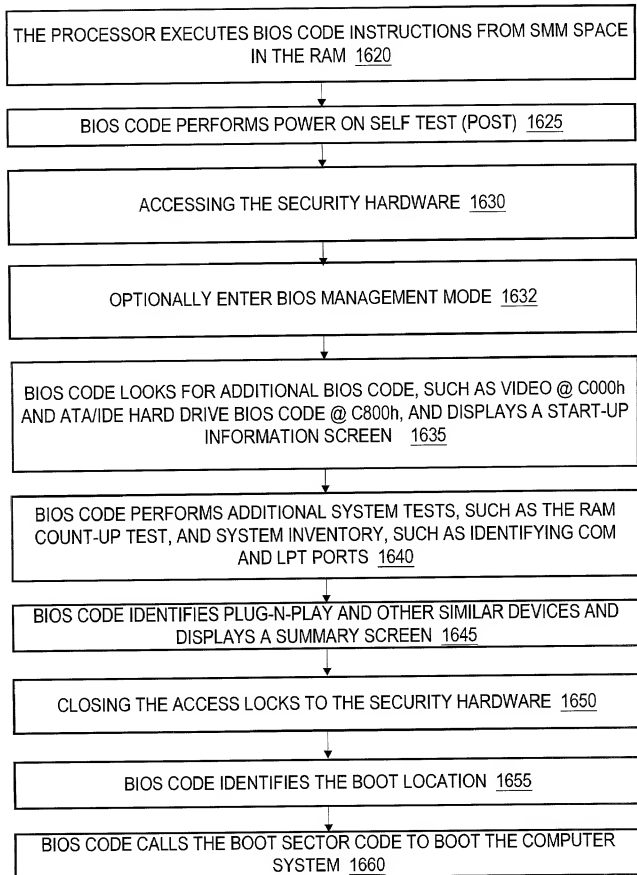 THE PROCESSOR EXECUTES BIOS CODE INSTRUCTIONS FROM SMM SPACE
IN THE RAM 1620
BIOS CODE PERFORMS POWER ON SELF TEST (POST) 1625
ACCESSING THE SECURITY HARDWARE 1630
OPTIONALLY ENTER BIOS MANAGEMENT MODE 1632
BIOS CODE LOOKS FOR ADDITIONAL BIOS CODE, SUCH AS VIDEO @ C000h
AND ATA/IDE HARD DRIVE BIOS CODE @ C800h, AND DISPLAYS A START-UP
INFORMATION SCREEN 1635
BIOS CODE PERFORMS ADDITIONAL SYSTEM TESTS, SUCH AS THE RAM
COUNT-UP TEST, AND SYSTEM INVENTORY, SUCH AS IDENTIFYING COM
AND LPT PORTS 1640
BIOS CODE IDENTIFIES PLUG-N-PLAY AND OTHER SIMILAR DEVICES AND
DISPLAYS A SUMMARY SCREEN 1645
CLOSING THE ACCESS LOCKS TO THE SECURITY HARDWARE 1650
BIOS CODE IDENTIFIES THE BOOT LOCATION 1655
BIOS CODE CALLS THE BOOT SECTOR CODE TO BOOT THE COMPUTER
SYSTEM 1660